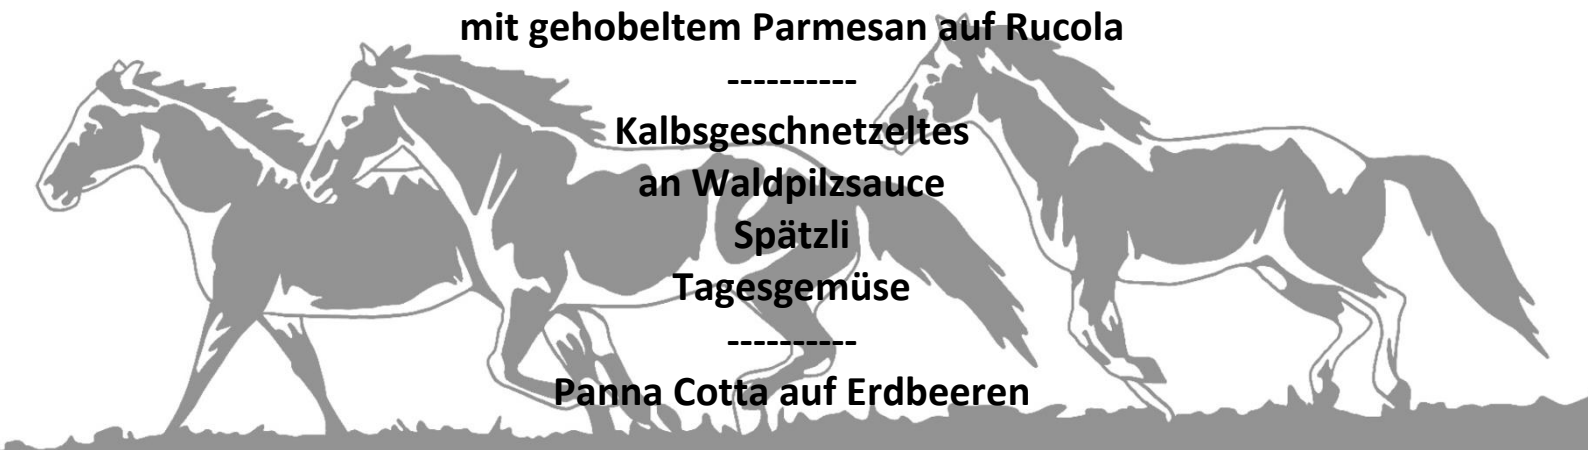 mit gehobeltem Parmesan auf Rucola
----------
Kalbsgeschnetzeltes
an Waldpilzsauce
Spätzli
Tagesgemüse
----------
Panna Cotta auf Erdbeeren